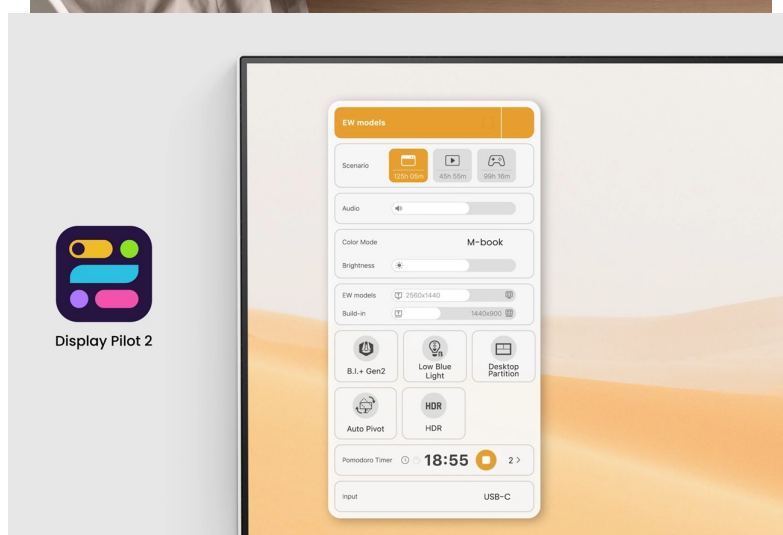 EW models
Scenario
125h 05m
45h 55m
99h 16m
Audio
Color Mode
M-book
Brightness
EW models
2560x1440
Build-in
1440x900
B.I.+ Gen2
Low Blue
Light
Desktop
Partition
HDR
Auto Pivot
HDR
Pomodoro Timer
18:55
2 >
Input
USB-C
Display Pilot 2